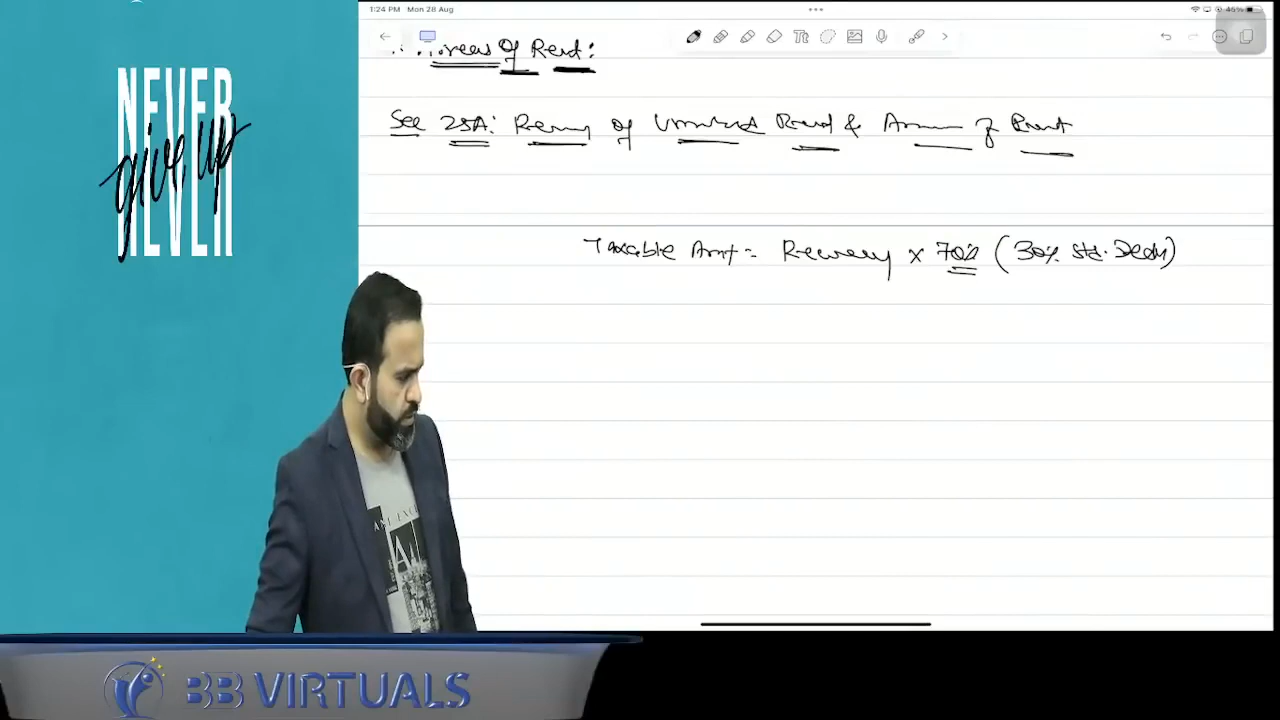 1:24 PM Mon 28 Aug
45%
of Rent:
NEVER
give up
NEVER
Sec 25A: Recovery of Unrealised Rent & Arrears of Rent
Taxable Amt = Recovery x 70% (30% Std. Dedn)
BB VIRTUALS